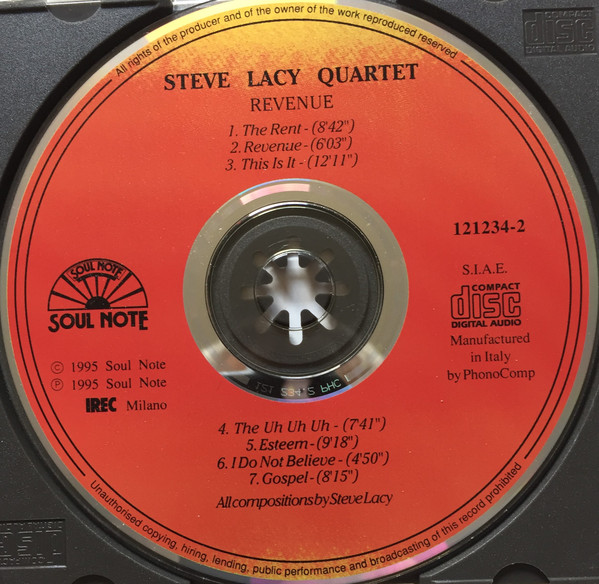 All rights of the producer and of the owner of the work reproduced reserved
STEVE LACY QUARTET
REVENUE
1. The Rent - (8'42")
2. Revenue - (6'03")
3. This Is It - (12'11")
121234-2
S.I.A.E.
COMPACT
disc
DIGITAL AUDIO
Manufactured
in Italy
by PhonoComp
SOUL NOTE
SOUL NOTE
© 1995 Soul Note
℗ 1995 Soul Note
IREC Milano
4. The Uh Uh Uh - (7'41")
5. Esteem - (9'18")
6. I Do Not Believe - (4'50")
7. Gospel - (8'15")
All compositions by Steve Lacy
Unauthorised copying, hiring, lending, public performance and broadcasting of this record prohibited
COMPACT
disc
DIGITAL AUDIO